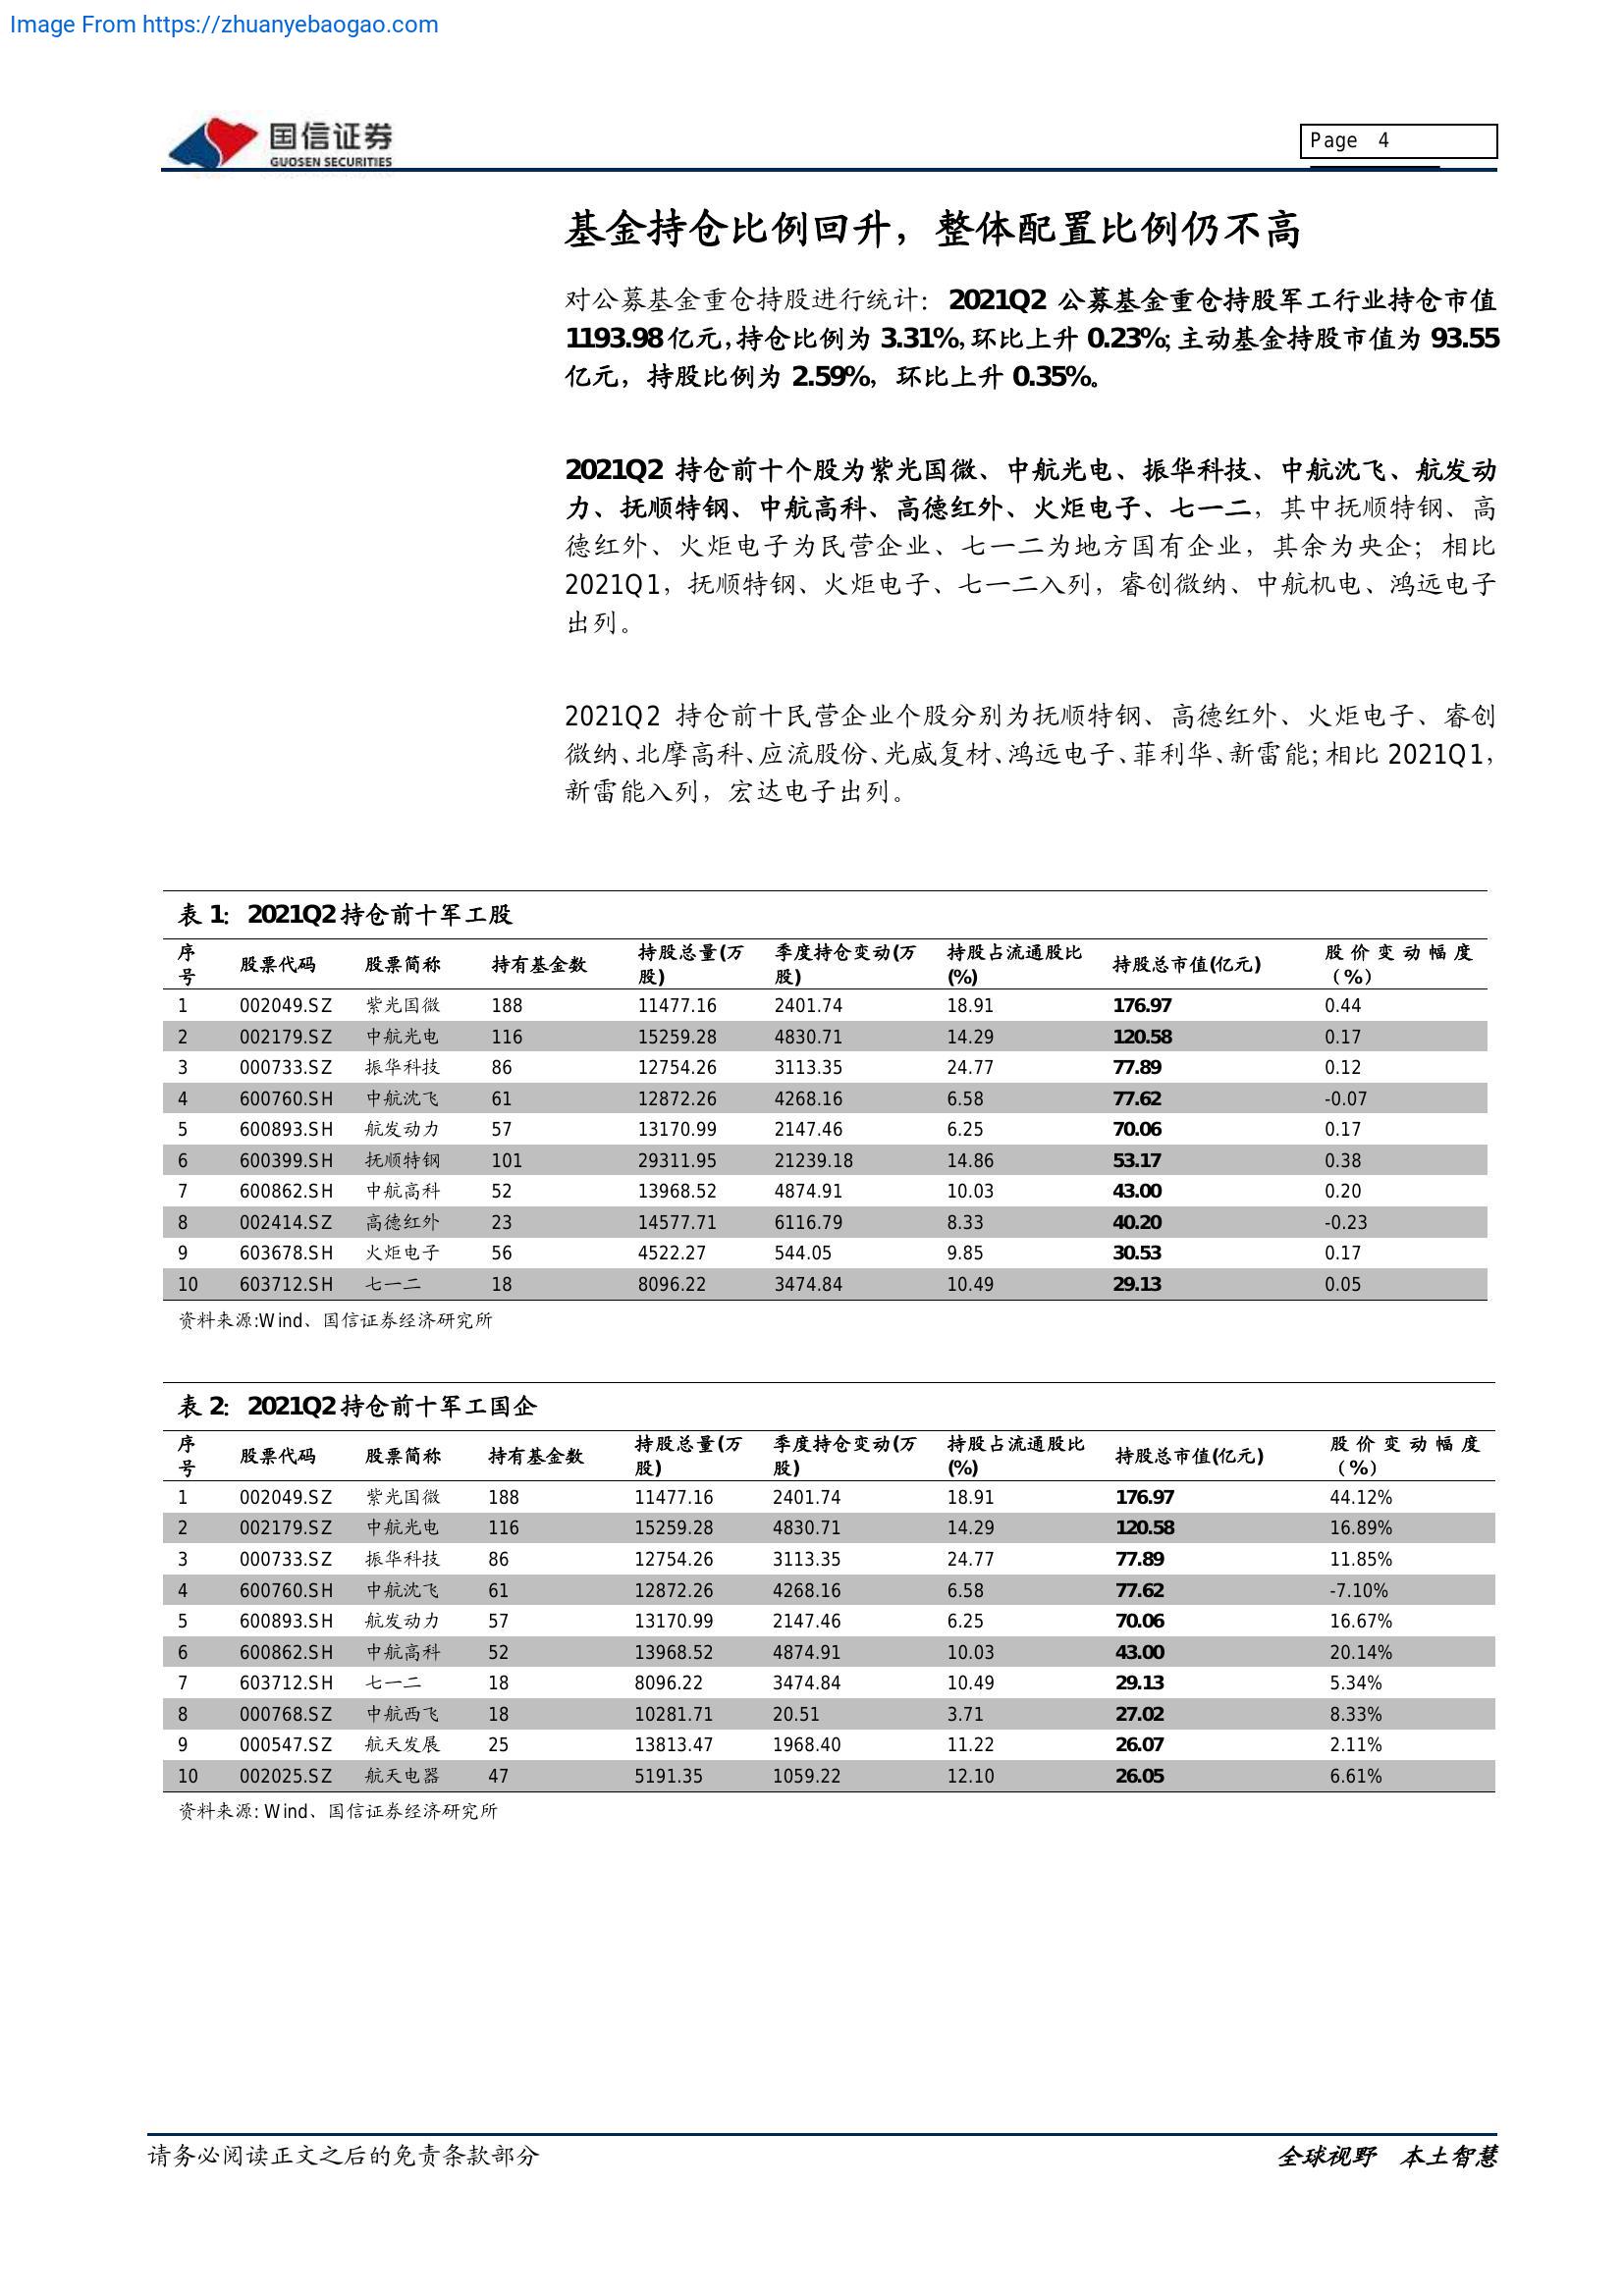 Image From https://zhuanyebaogao.com
国信证券
GUOSEN SECURITIES
Page 4
基金持仓比例回升，整体配置比例仍不高
对公募基金重仓持股进行统计：2021Q2 公募基金重仓持股军工行业持仓市值
1193.98亿元,持仓比例为 3.31%,环比上升 0.23%;主动基金持股市值为 93.55
亿元，持股比例为 2.59%，环比上升 0.35%。
2021Q2 持仓前十个股为紫光国微、中航光电、振华科技、中航沈飞、航发动
力、抚顺特钢、中航高科、高德红外、火炬电子、七一二，其中抚顺特钢、高
德红外、火炬电子为民营企业、七一二为地方国有企业，其余为央企；相比
2021Q1，抚顺特钢、火炬电子、七一二入列，睿创微纳、中航机电、鸿远电子
出列。
2021Q2 持仓前十民营企业个股分别为抚顺特钢、高德红外、火炬电子、睿创
微纳、北摩高科、应流股份、光威复材、鸿远电子、菲利华、新雷能；相比 2021Q1，
新雷能入列，宏达电子出列。
表 1：2021Q2持仓前十军工股
序号 股票代码 股票简称 持有基金数 持股总量(万股) 季度持仓变动(万股) 持股占流通股比(%) 持股总市值(亿元) 股价变动幅度（%）
1 002049.SZ 紫光国微 188 11477.16 2401.74 18.91 176.97 0.44
2 002179.SZ 中航光电 116 15259.28 4830.71 14.29 120.58 0.17
3 000733.SZ 振华科技 86 12754.26 3113.35 24.77 77.89 0.12
4 600760.SH 中航沈飞 61 12872.26 4268.16 6.58 77.62 -0.07
5 600893.SH 航发动力 57 13170.99 2147.46 6.25 70.06 0.17
6 600399.SH 抚顺特钢 101 29311.95 21239.18 14.86 53.17 0.38
7 600862.SH 中航高科 52 13968.52 4874.91 10.03 43.00 0.20
8 002414.SZ 高德红外 23 14577.71 6116.79 8.33 40.20 -0.23
9 603678.SH 火炬电子 56 4522.27 544.05 9.85 30.53 0.17
10 603712.SH 七一二 18 8096.22 3474.84 10.49 29.13 0.05
资料来源:Wind、国信证券经济研究所
表 2：2021Q2持仓前十军工国企
序号 股票代码 股票简称 持有基金数 持股总量(万股) 季度持仓变动(万股) 持股占流通股比(%) 持股总市值(亿元) 股价变动幅度（%）
1 002049.SZ 紫光国微 188 11477.16 2401.74 18.91 176.97 44.12%
2 002179.SZ 中航光电 116 15259.28 4830.71 14.29 120.58 16.89%
3 000733.SZ 振华科技 86 12754.26 3113.35 24.77 77.89 11.85%
4 600760.SH 中航沈飞 61 12872.26 4268.16 6.58 77.62 -7.10%
5 600893.SH 航发动力 57 13170.99 2147.46 6.25 70.06 16.67%
6 600862.SH 中航高科 52 13968.52 4874.91 10.03 43.00 20.14%
7 603712.SH 七一二 18 8096.22 3474.84 10.49 29.13 5.34%
8 000768.SZ 中航西飞 18 10281.71 20.51 3.71 27.02 8.33%
9 000547.SZ 航天发展 25 13813.47 1968.40 11.22 26.07 2.11%
10 002025.SZ 航天电器 47 5191.35 1059.22 12.10 26.05 6.61%
资料来源: Wind、国信证券经济研究所
请务必阅读正文之后的免责条款部分
全球视野 本土智慧